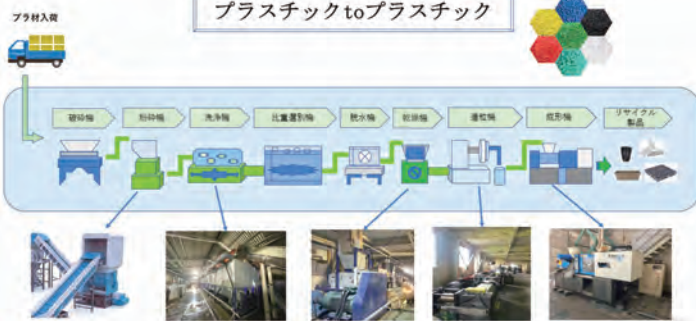 プラスチックtoプラスチック
プラ材入荷
破砕機
粉砕機
洗浄機
比重選別機
脱水機
乾燥機
造粒機
成形機
リサイクル
製品